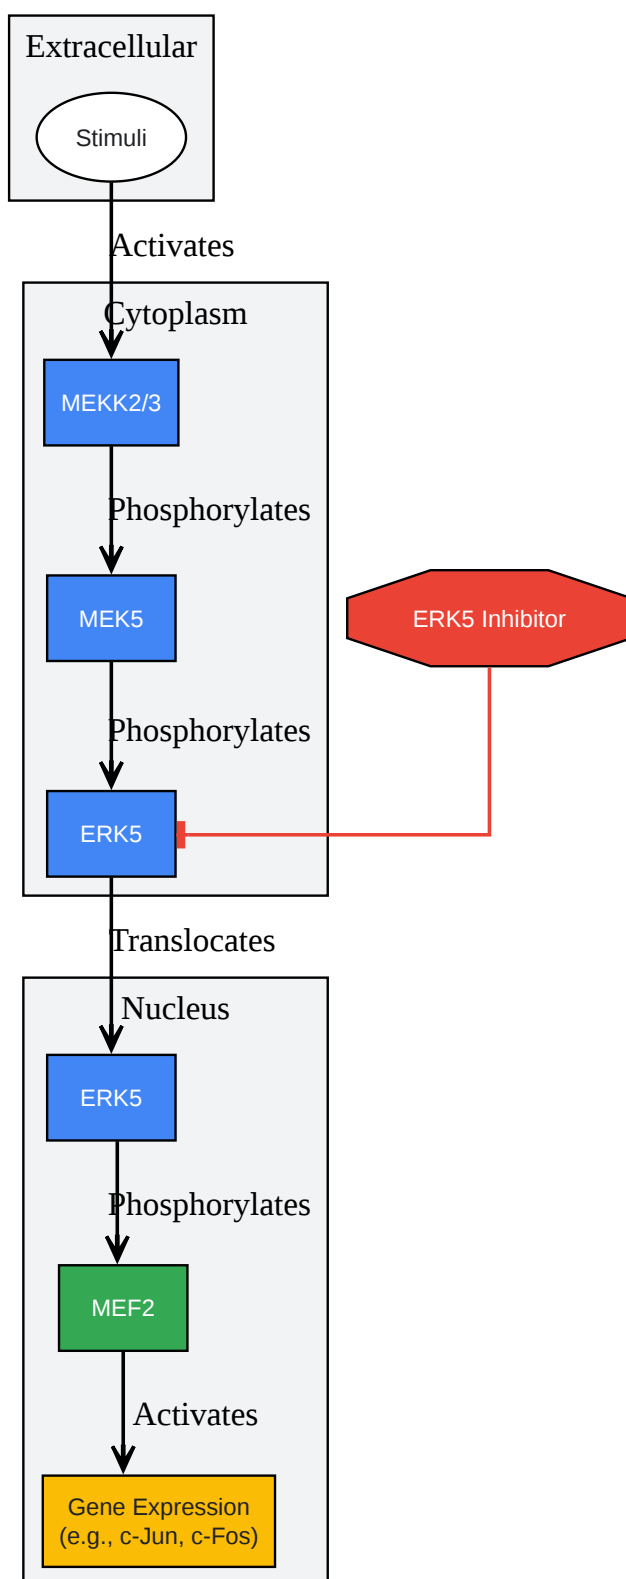 Extracellular
Stimuli
Activates
Cytoplasm
MEKK2/3
Phosphorylates
MEK5
ERK5 Inhibitor
Phosphorylates
ERK5
Translocates
Nucleus
ERK5
Phosphorylates
MEF2
Activates
Gene Expression
(e.g., c-Jun, c-Fos)